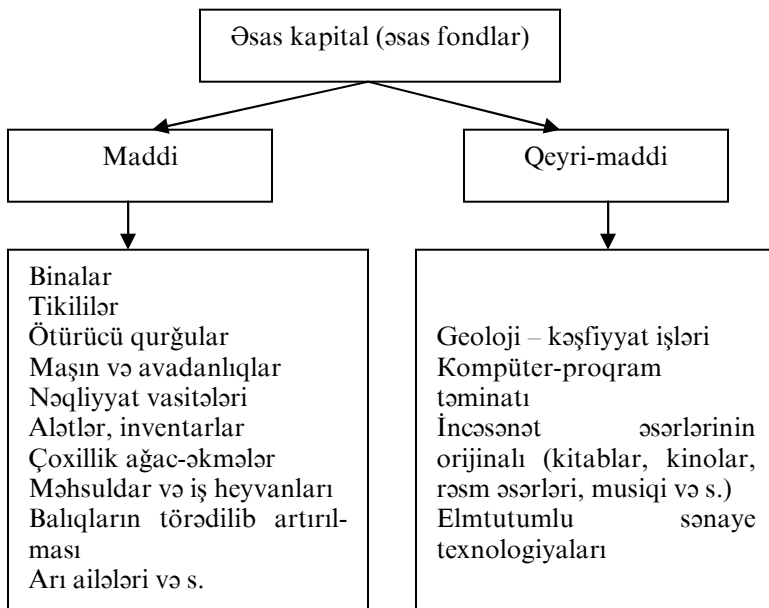 Əsas kapital (əsas fondlar)
Maddi
Qeyri-maddi
Binalar
Tikililər
Ötürücü qurğular
Maşın və avadanlıqlar
Nəqliyyat vasitələri
Alətlər, inventarlar
Çoxillik ağac-əkmələr
Məhsuldar və iş heyvanları
Balıqların törədilib artırıl-
ması
Arı ailələri və s.
Geoloji – kəşfiyyat işləri
Kompüter-proqram
təminatı
İncəsənət əsərlərinin
orijinalı (kitablar, kinolar,
rəsm əsərləri, musiqi və s.)
Elmtutumlu sənaye
texnologiyaları